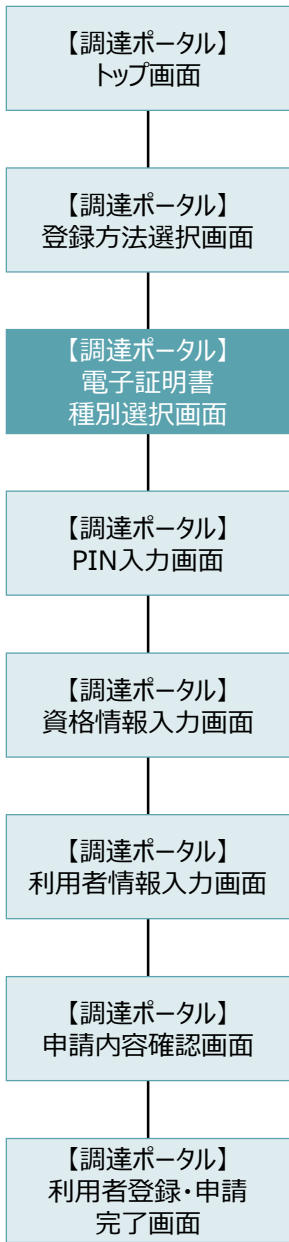 【調達ポータル】
トップ画面
【調達ポータル】
登録方法選択画面
【調達ポータル】
電子証明書
種別選択画面
【調達ポータル】
PIN入力画面
【調達ポータル】
資格情報入力画面
【調達ポータル】
利用者情報入力画面
【調達ポータル】
申請内容確認画面
【調達ポータル】
利用者登録・申請
完了画面